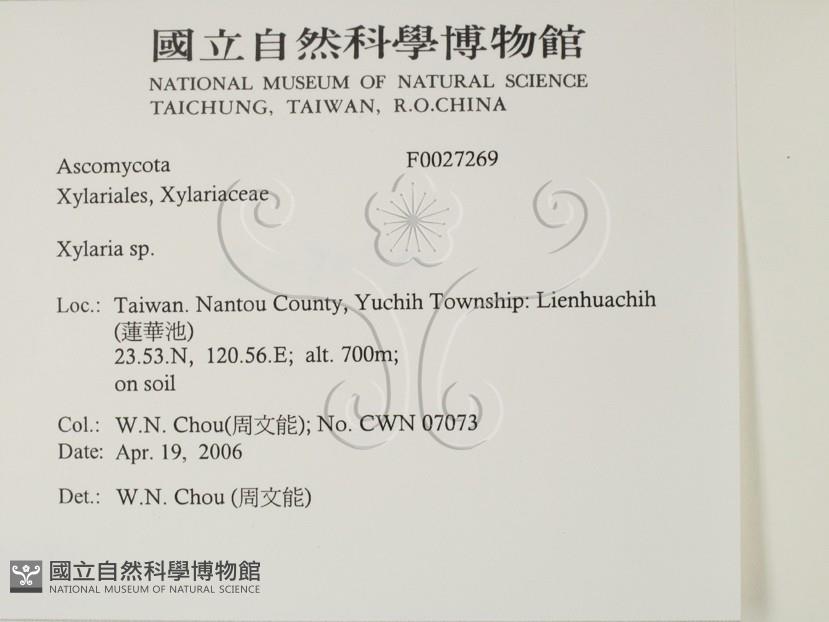 國立自然科學博物館
NATIONAL MUSEUM OF NATURAL SCIENCE
TAICHUNG, TAIWAN, R.O.CHINA
Ascomycota F0027269
Xylariales, Xylariaceae
Xylaria sp.
Loc.: Taiwan. Nantou County, Yuchih Township: Lienhuachih
(蓮華池)
23.53.N, 120.56.E; alt. 700m;
on soil
Col.: W.N. Chou(周文能); No. CWN 07073
Date: Apr. 19, 2006
Det.: W.N. Chou (周文能)
國立自然科學博物館
NATIONAL MUSEUM OF NATURAL SCIENCE